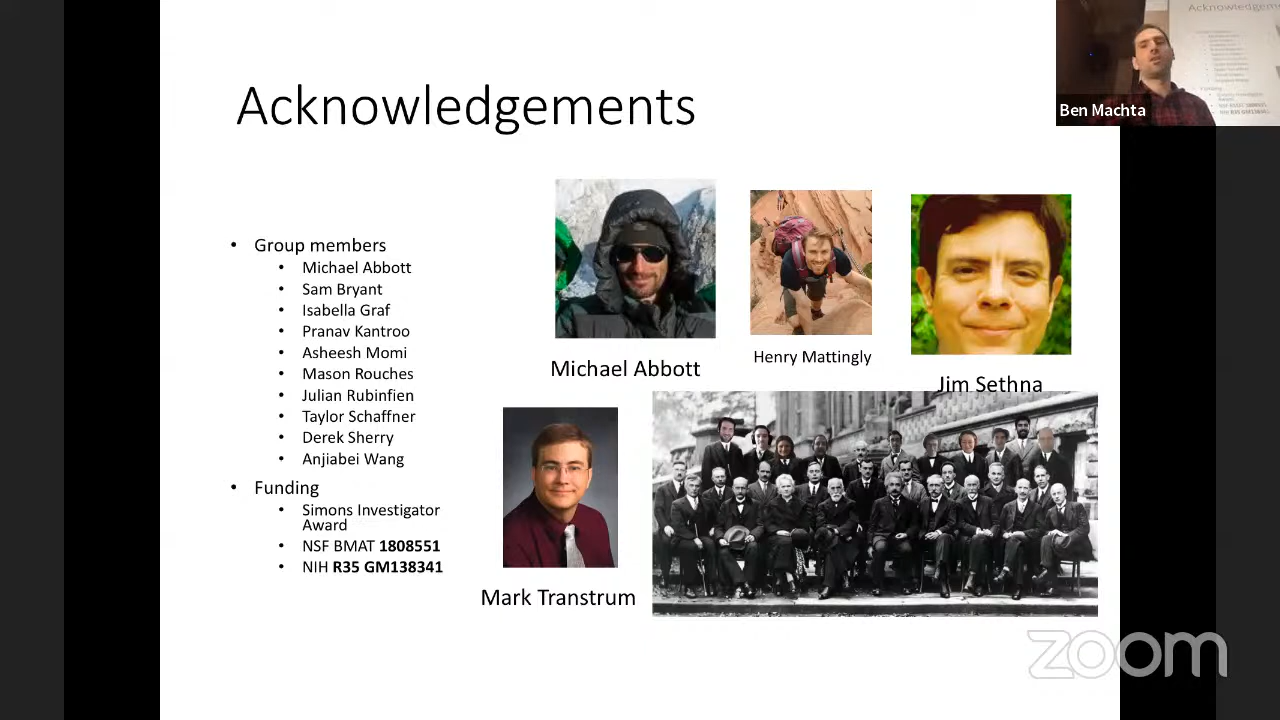 Acknowledgements
Ben Machta
• Group members
• Michael Abbott
• Sam Bryant
• Isabella Graf
• Pranav Kantroo
• Asheesh Momi
• Mason Rouches
• Julian Rubinfien
• Taylor Schaffner
• Derek Sherry
• Anjiabei Wang
• Funding
• Simons Investigator
Award
• NSF BMAT 1808551
• NIH R35 GM138341
Michael Abbott
Henry Mattingly
Jim Sethna
Mark Transtrum
zoom